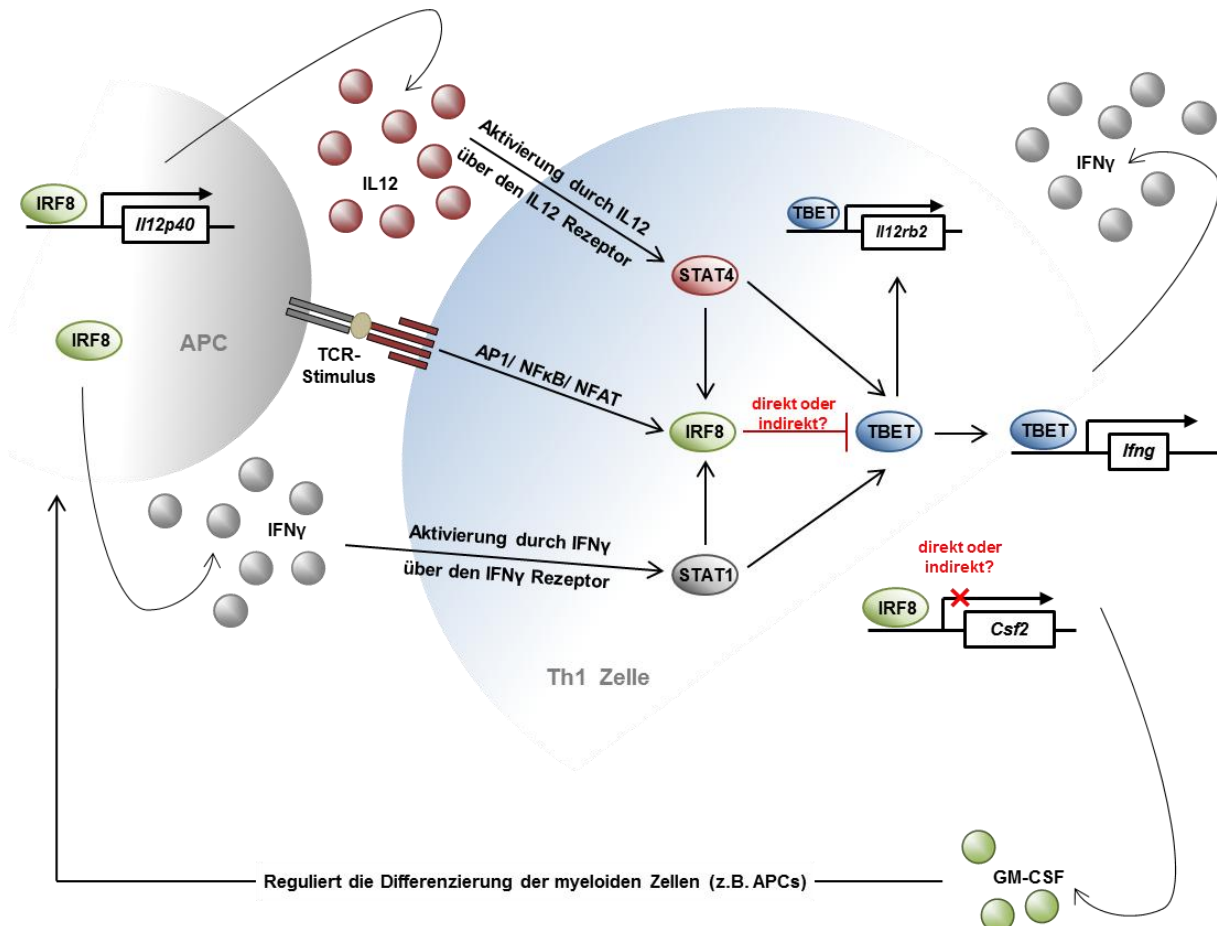 IL12
IRF8
Il12p40
IRF8
APC
TCR-
Stimulus
Aktivierung durch IL12
über den IL12 Rezeptor
STAT4
TBET
Il12rb2
IFNγ
AP1/ NFκB/ NFAT
IRF8
direkt oder
indirekt?
TBET
TBET
Ifng
IFNγ
Aktivierung durch IFNγ
über den IFNγ Rezeptor
STAT1
direkt oder
indirekt?
IRF8
Csf2
Th1 Zelle
Reguliert die Differenzierung der myeloiden Zellen (z.B. APCs)
GM-CSF